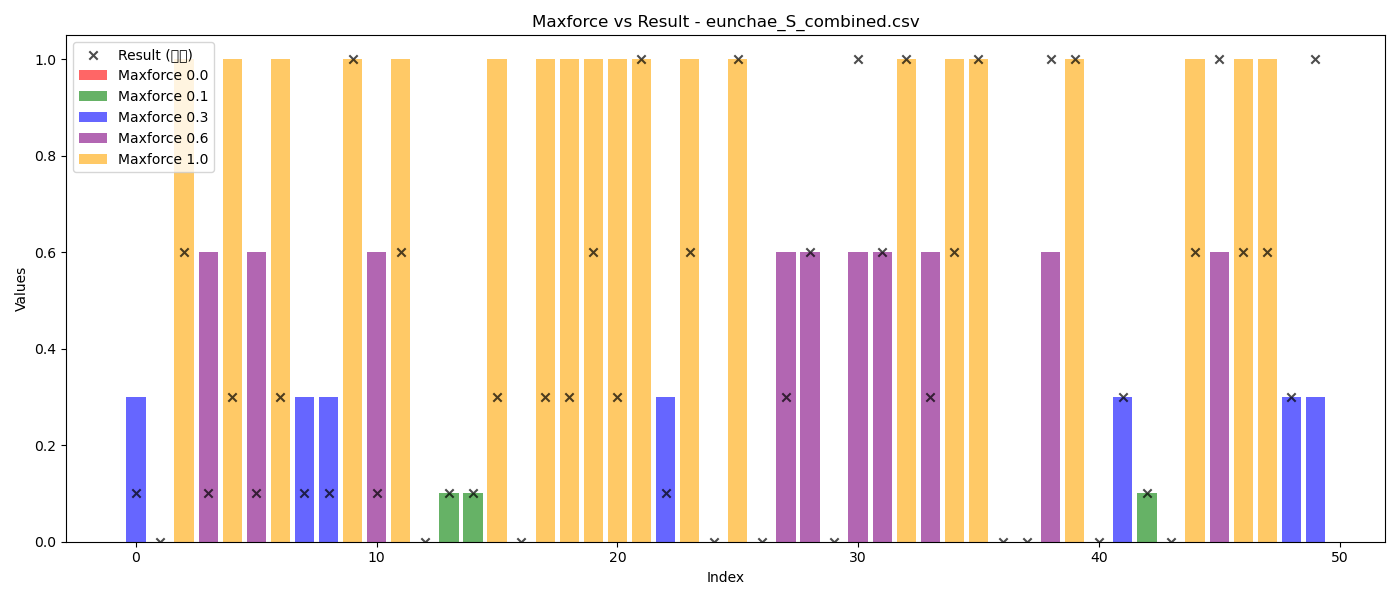 Maxforce vs Result - eunchae_S_combined.csv
Result (▯▯)
Maxforce 0.0
Maxforce 0.1
Maxforce 0.3
Maxforce 0.6
Maxforce 1.0
Values
1.0
0.8
0.6
0.4
0.2
0.0
0 10 20 30 40 50
Index